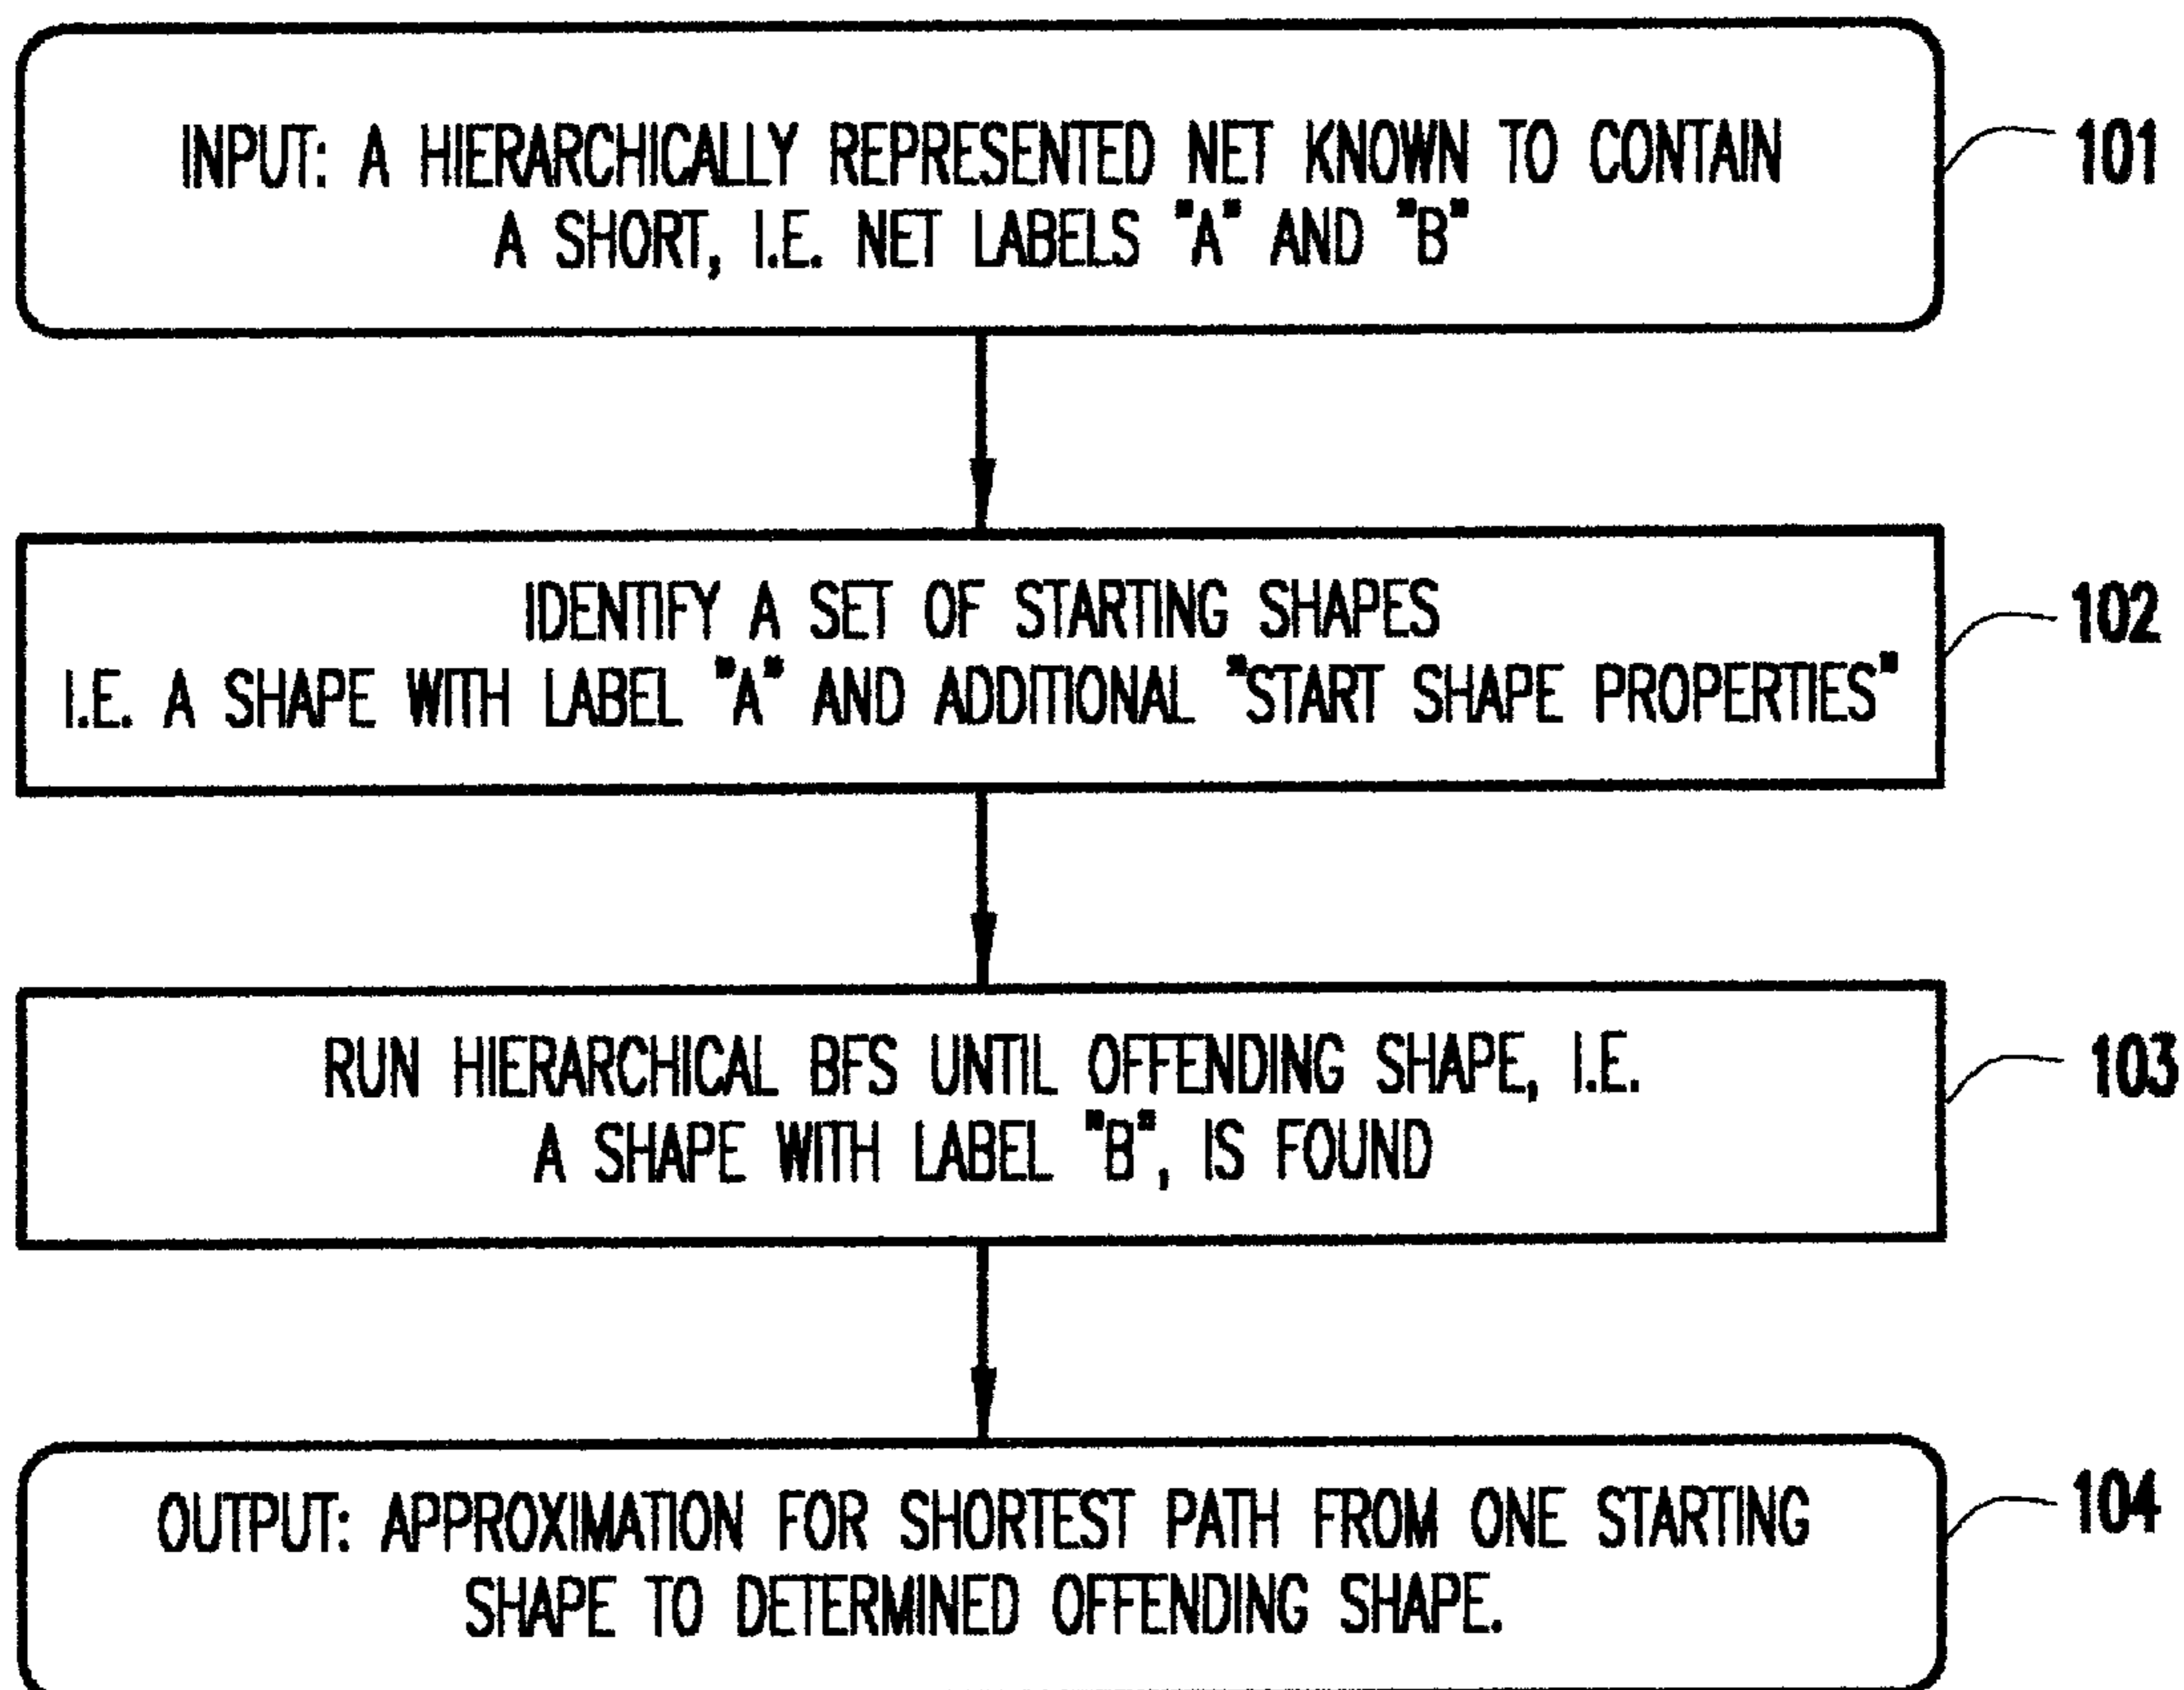 INPUT: A HIERARCHICALLY REPRESENTED NET KNOWN TO CONTAIN
A SHORT, I.E. NET LABELS "A" AND "B"
101
IDENTIFY A SET OF STARTING SHAPES
I.E. A SHAPE WITH LABEL "A" AND ADDITIONAL "START SHAPE PROPERTIES"
102
RUN HIERARCHICAL BFS UNTIL OFFENDING SHAPE, I.E.
A SHAPE WITH LABEL "B", IS FOUND
103
OUTPUT: APPROXIMATION FOR SHORTEST PATH FROM ONE STARTING
SHAPE TO DETERMINED OFFENDING SHAPE.
104